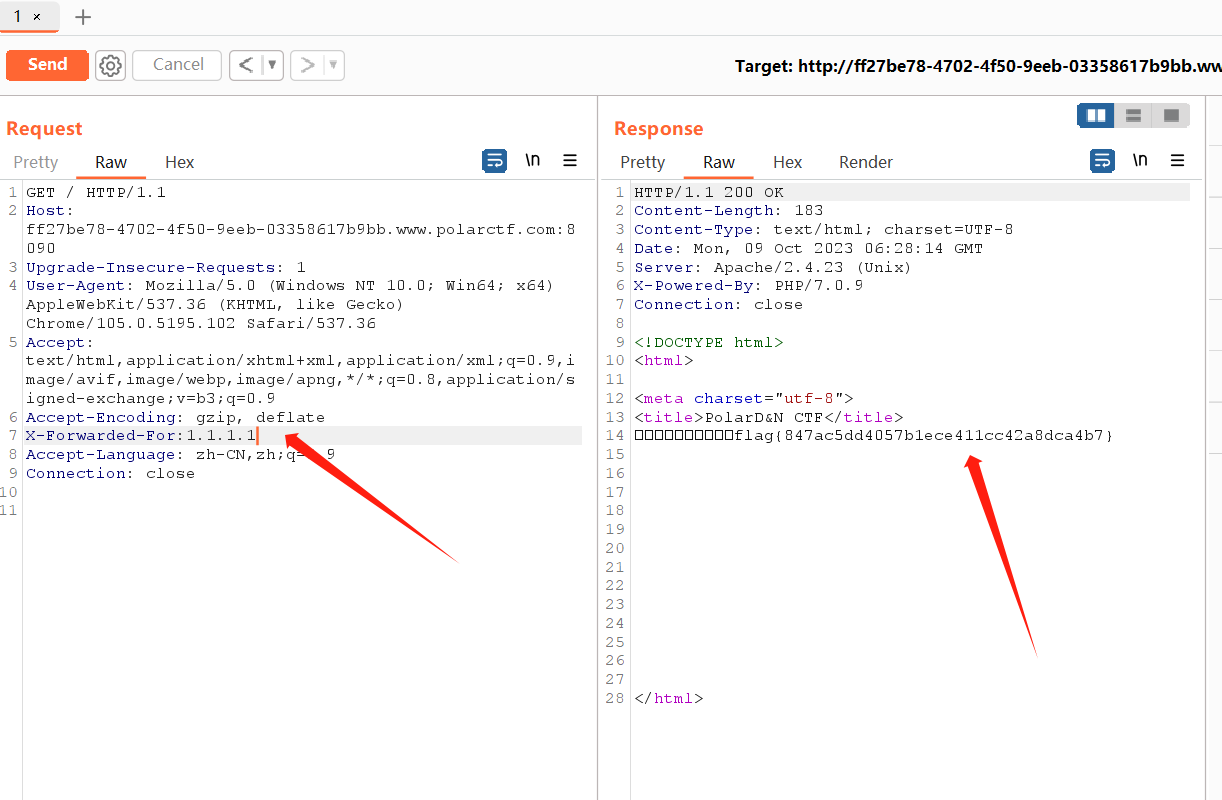 1 ×
Send
Cancel
Target: http://ff27be78-4702-4f50-9eeb-03358617b9bb.ww
Request
Response
Pretty Raw Hex \n
Pretty Raw Hex Render \n
1 GET / HTTP/1.1
2 Host:
ff27be78-4702-4f50-9eeb-03358617b9bb.www.polarctf.com:8
090
3 Upgrade-Insecure-Requests: 1
4 User-Agent: Mozilla/5.0 (Windows NT 10.0; Win64; x64)
AppleWebKit/537.36 (KHTML, like Gecko)
Chrome/105.0.5195.102 Safari/537.36
5 Accept:
text/html,application/xhtml+xml,application/xml;q=0.9,i
mage/avif,image/webp,image/apng,*/*;q=0.8,application/s
igned-exchange;v=b3;q=0.9
6 Accept-Encoding: gzip, deflate
7 X-Forwarded-For:1.1.1.1
8 Accept-Language: zh-CN,zh;q= 9
9 Connection: close
10
11
1 HTTP/1.1 200 OK
2 Content-Length: 183
3 Content-Type: text/html; charset=UTF-8
4 Date: Mon, 09 Oct 2023 06:28:14 GMT
5 Server: Apache/2.4.23 (Unix)
6 X-Powered-By: PHP/7.0.9
7 Connection: close
8
9 <!DOCTYPE html>
10 <html>
11
12 <meta charset="utf-8">
13 <title>PolarD&N CTF</title>
14 □□□□□□□□□□flag{847ac5dd4057b1ece411cc42a8dca4b7}
15
16
17
18
19
20
21
22
23
24
25
26
27
28 </html>